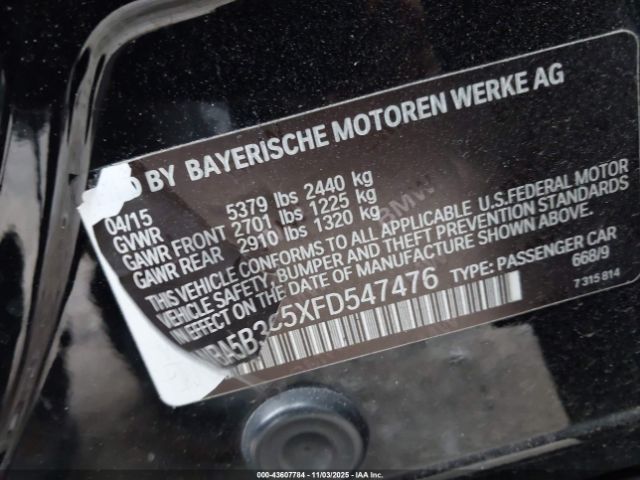 D BY BAYERISCHE MOTOREN WERKE AG
04/15
GVWR 5379 lbs 2440 kg
GAWR FRONT 2701 lbs 1225 kg
GAWR REAR 2910 lbs 1320 kg
THIS VEHICLE CONFORMS TO ALL APPLICABLE U.S.FEDERAL MOTOR
VEHICLE SAFETY, BUMPER AND THEFT PREVENTION STANDARDS
IN EFFECT ON THE DATE OF MANUFACTURE SHOWN ABOVE.
BA5B3C5XFD547476 TYPE: PASSENGER CAR
668/9
7 315 814
BMW
000-43607784 | 11/03/2025 - IAA Inc.